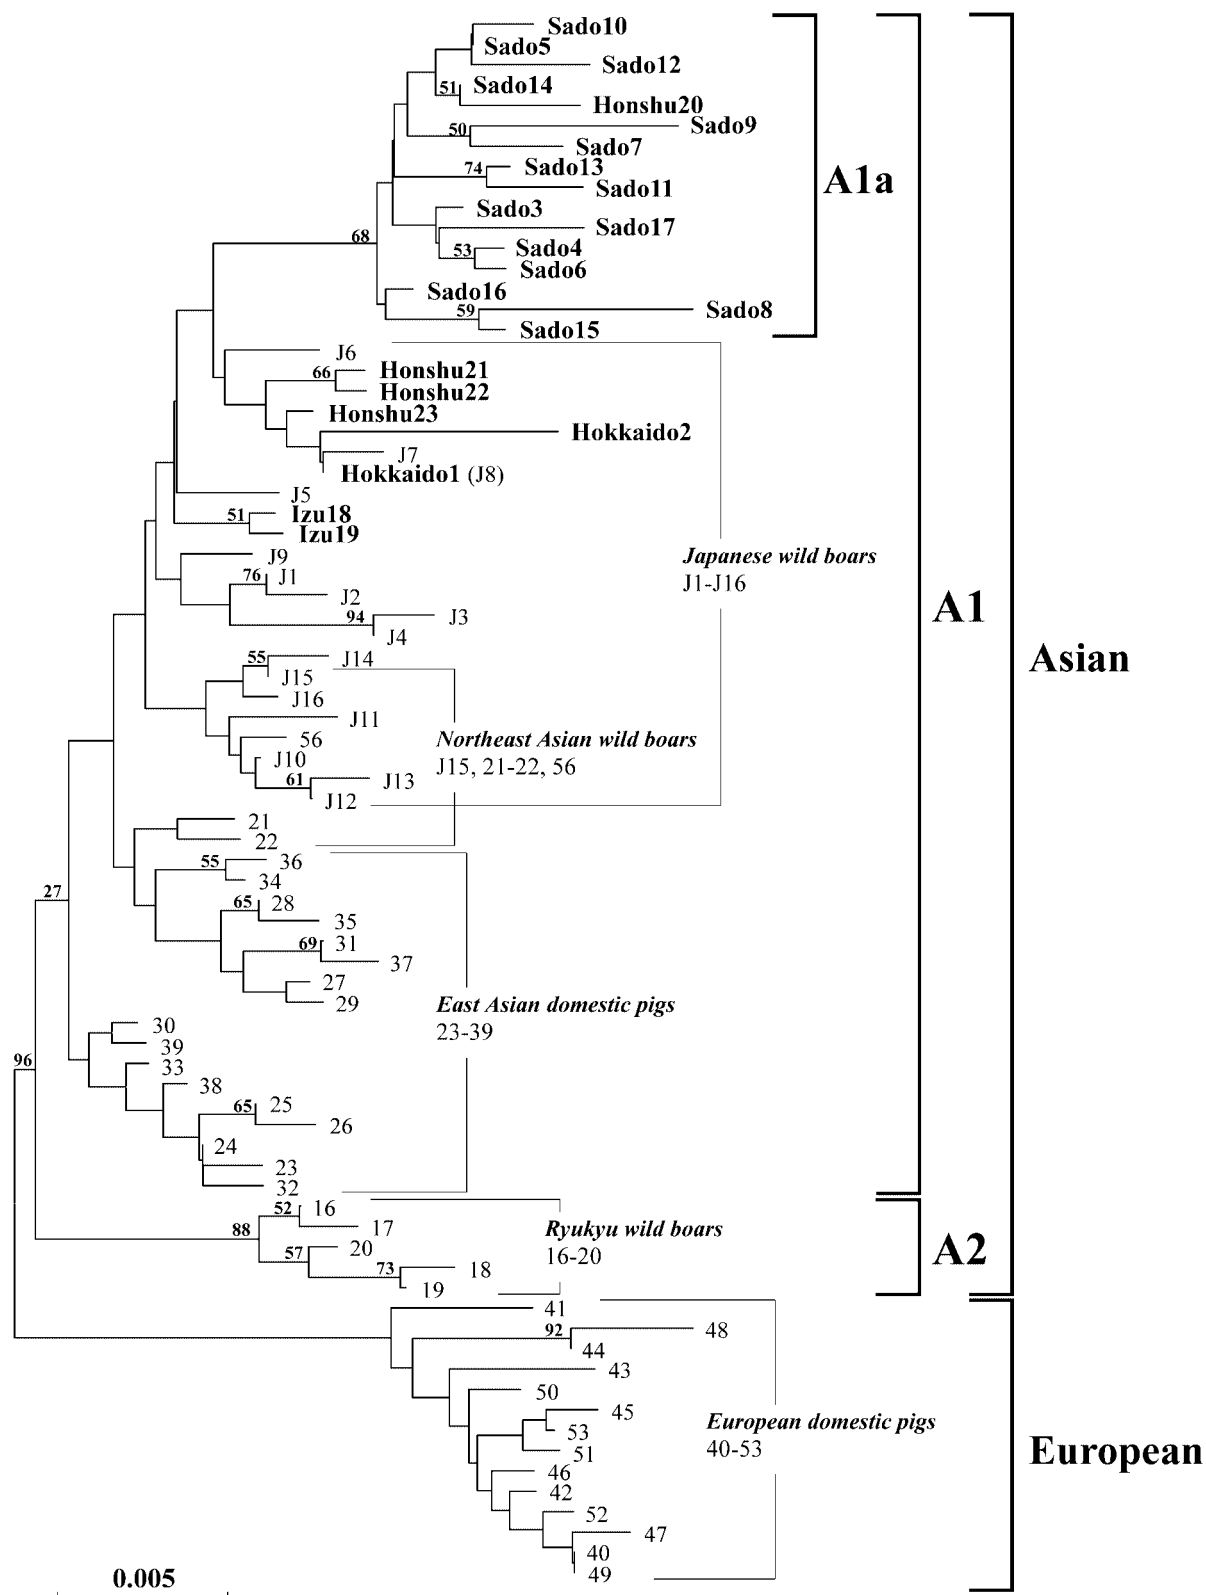 Sado10
Sado5
Sado12
51 Sado14
Honshu20
Sado9
50
Sado7
Sado13
74
Sado11
A1a
Sado3
Sado17
68
Sado4
53
Sado6
Sado16
59 Sado8
Sado15
J6
66 Honshu21
Honshu22
Honshu23
Hokkaido2
J7
Hokkaido1 (J8)
J5
51 Izu18
Izu19
J9
Japanese wild boars
J1-J16
76 J1
J2
A1
94 J3
J4
55 J14
Asian
J15
J16
J11
56
Northeast Asian wild boars
J15, 21-22, 56
J10
61 J13
J12
21
22
55 36
34
27
65 28
35
69 31
37
27
29
East Asian domestic pigs
23-39
30
39
96
33
38
65 25
26
24
23
32
52 16
88 17
Ryukyu wild boars
16-20
57 20
A2
73 18
19
41
92 48
44
43
50
45
European domestic pigs
40-53
53
51
European
46
42
52
47
40
49
0.005